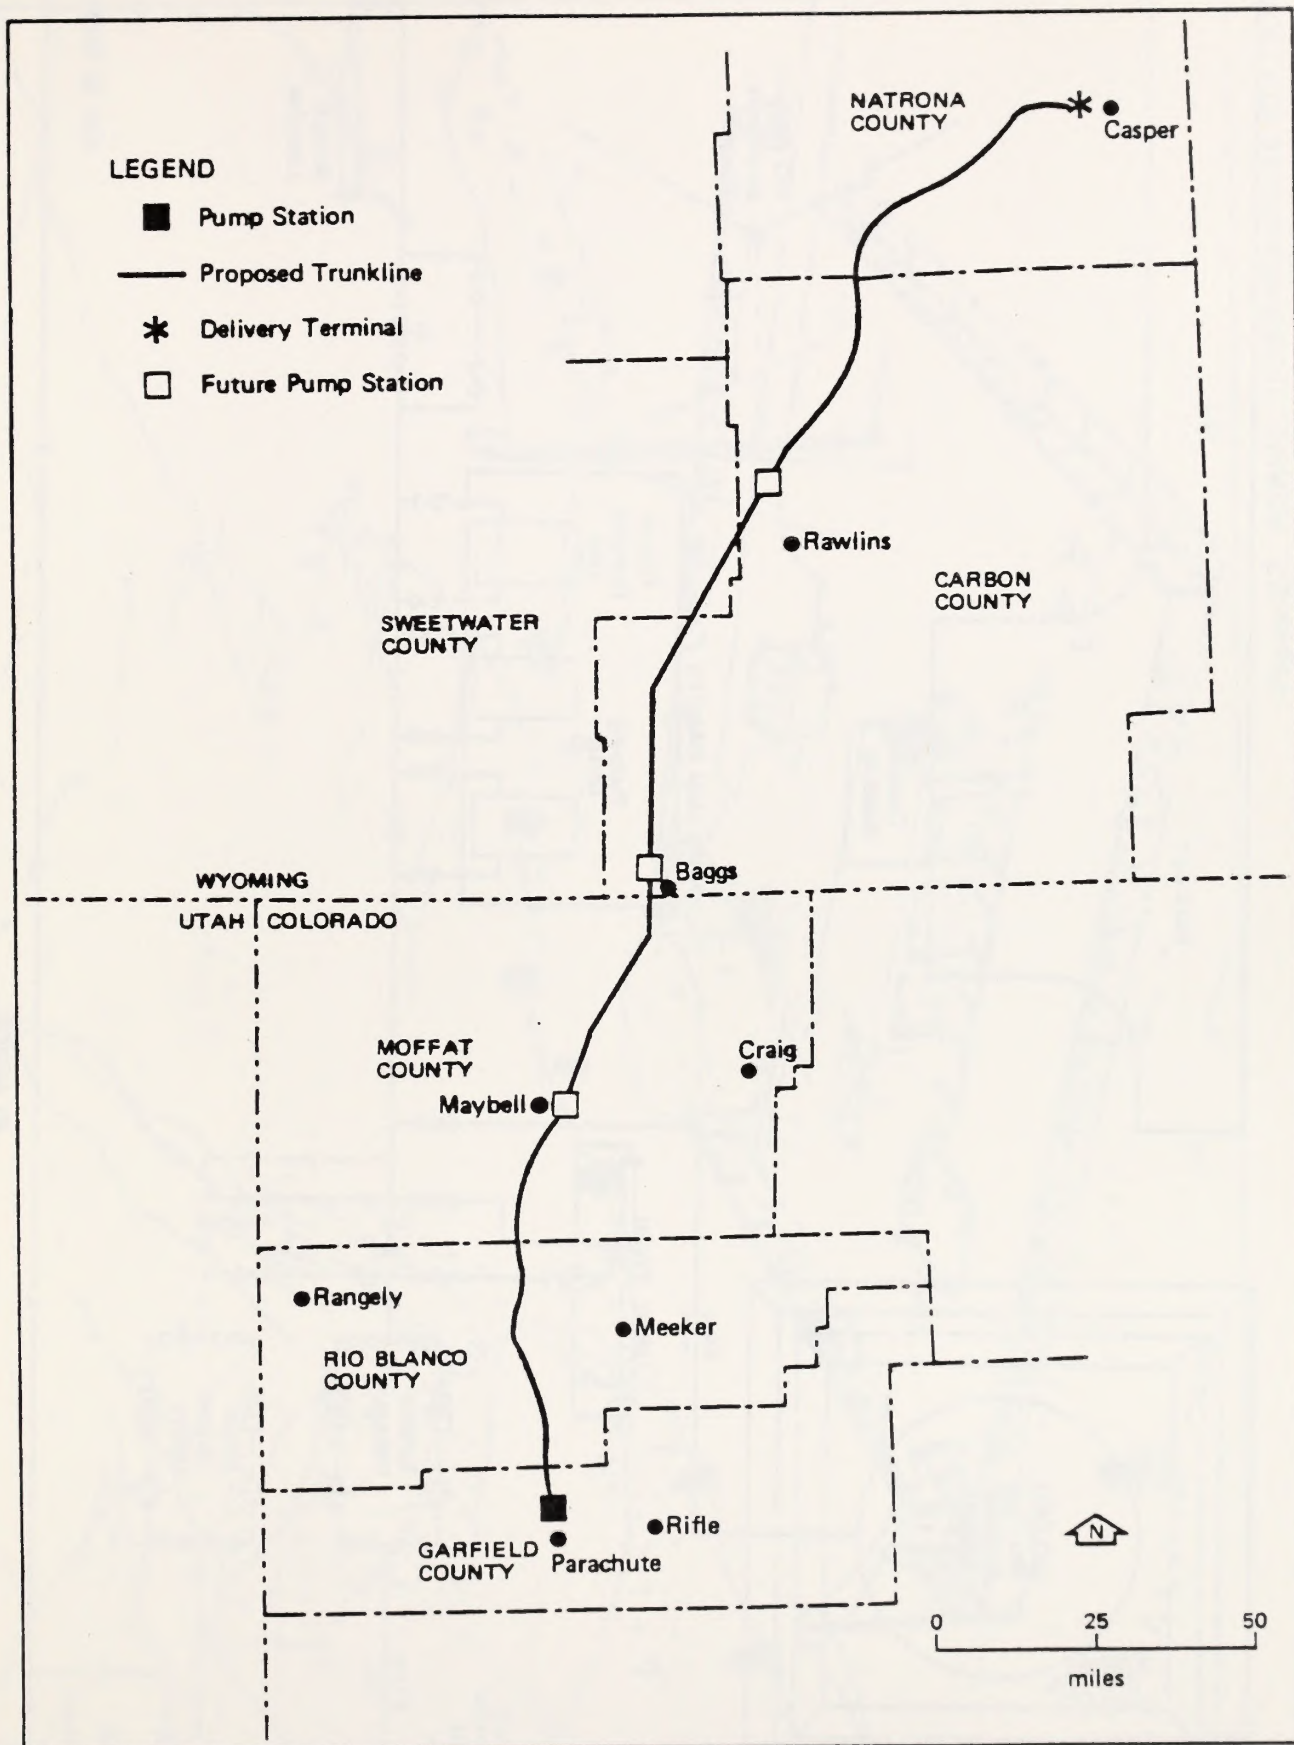 NATRONA
COUNTY
Casper
LEGEND
Pump Station
Proposed Trunkline
Delivery Terminal
Future Pump Station
Rawlins
CARBON
COUNTY
SWEETWATER
COUNTY
Baggs
WYOMING
UTAH COLORADO
MOFFAT
COUNTY
Craig
Maybell
Rangely
Meeker
RIO BLANCO
COUNTY
Rifle
GARFIELD
COUNTY
Parachute
N
0 25 50
miles